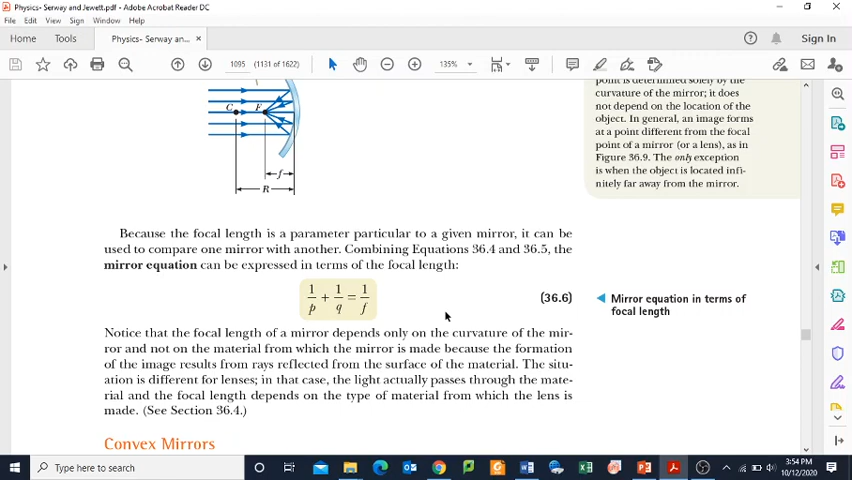 Physics- Serway and Jewett.pdf - Adobe Acrobat Reader DC
File Edit View Sign Window Help
Home Tools Physics- Serway an... × Sign In
1095 (1131 of 1622) 135%
point is determined solely by the
curvature of the mirror; it does
not depend on the location of the
object. In general, an image forms
at a point different from the focal
point of a mirror (or a lens), as in
Figure 36.9. The only exception
is when the object is located infi-
nitely far away from the mirror.
C F
f
R
Because the focal length is a parameter particular to a given mirror, it can be
used to compare one mirror with another. Combining Equations 36.4 and 36.5, the
mirror equation can be expressed in terms of the focal length:
1/p + 1/q = 1/f (36.6)
Mirror equation in terms of
focal length
Notice that the focal length of a mirror depends only on the curvature of the mir-
ror and not on the material from which the mirror is made because the formation
of the image results from rays reflected from the surface of the material. The situ-
ation is different for lenses; in that case, the light actually passes through the mate-
rial and the focal length depends on the type of material from which the lens is
made. (See Section 36.4.)
Convex Mirrors
Type here to search
3:54 PM
10/12/2020